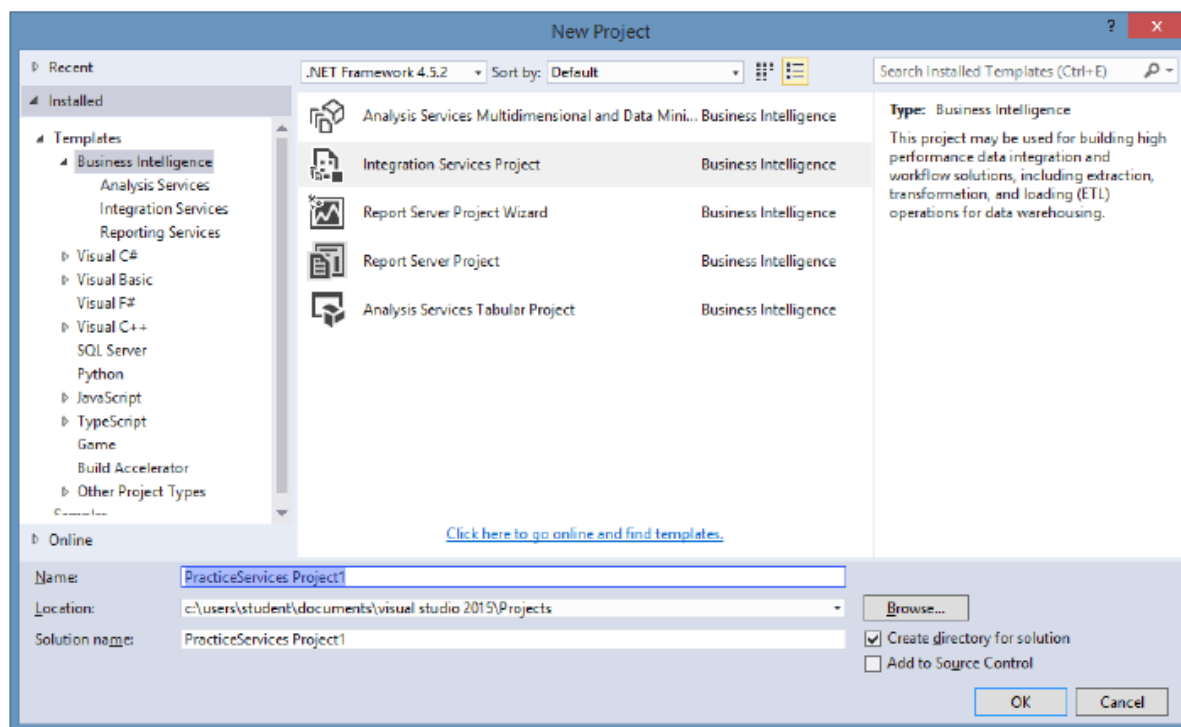 New Project
? x
Recent
.NET Framework 4.5.2 Sort by: Default
Search Installed Templates (Ctrl+E)
Installed
Templates
Business Intelligence
Analysis Services
Integration Services
Reporting Services
Visual C#
Visual Basic
Visual F#
Visual C++
SQL Server
Python
JavaScript
TypeScript
Game
Build Accelerator
Other Project Types
Samples
Online
Analysis Services Multidimensional and Data Mini... Business Intelligence
Integration Services Project Business Intelligence
Report Server Project Wizard Business Intelligence
Report Server Project Business Intelligence
Analysis Services Tabular Project Business Intelligence
Click here to go online and find templates.
Type: Business Intelligence
This project may be used for building high
performance data integration and
workflow solutions, including extraction,
transformation, and loading (ETL)
operations for data warehousing.
Name: PracticeServices Project1
Location: c:\users\student\documents\visual studio 2015\Projects Browse...
Solution name: PracticeServices Project1
Create directory for solution
Add to Source Control
OK Cancel